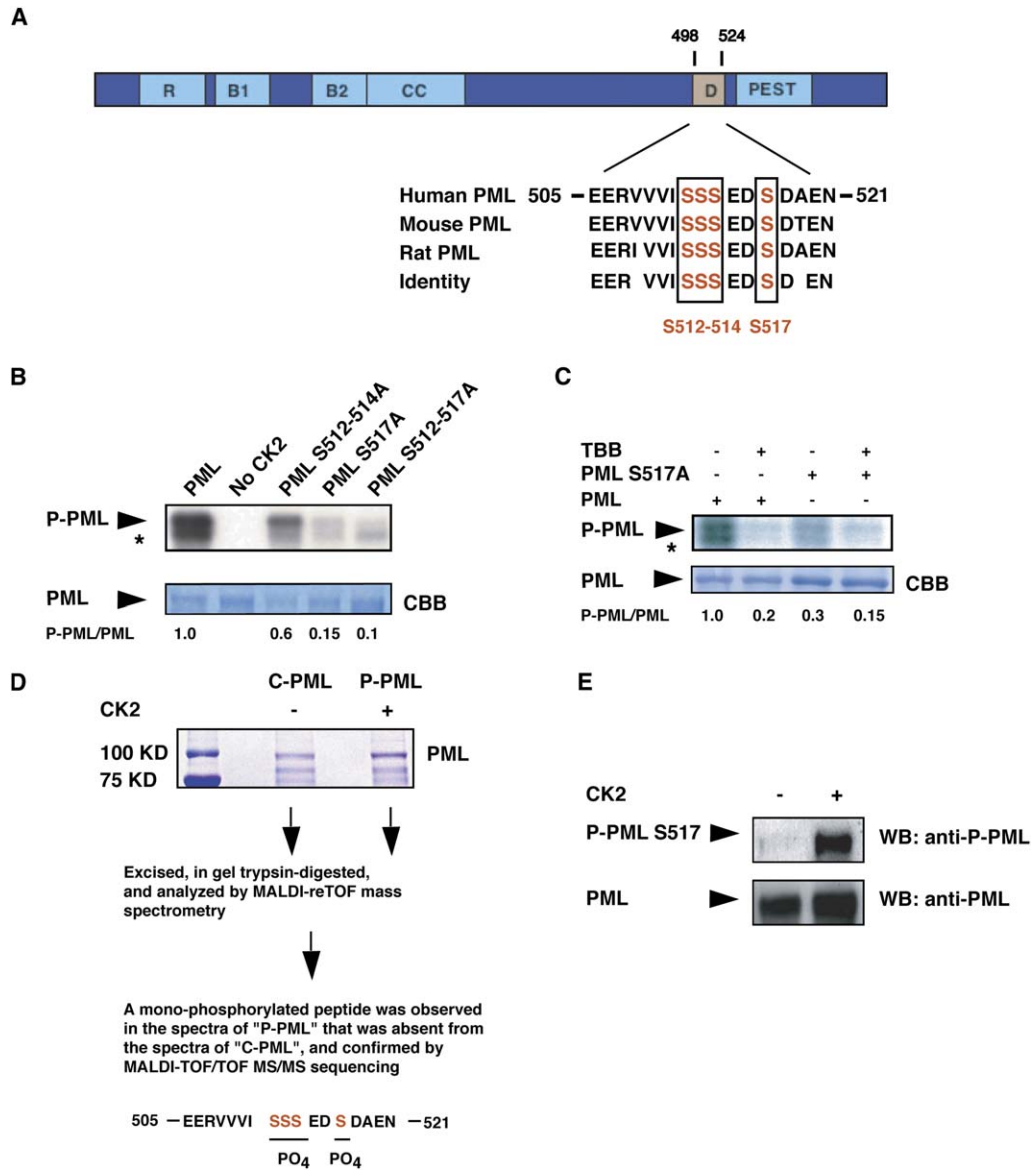 A
498 524
R B1 B2 CC D PEST
Human PML 505 – EERVVVI SSS ED S DAEN – 521
Mouse PML EERVVVI SSS ED S DTEN
Rat PML EERI VVI SSS ED S DAEN
Identity EER VVI SSS ED S D EN
S512-514 S517
B
PML No CK2 PML S512-514A PML S517A PML S512-517A
P-PML
*
PML CBB
P-PML/PML 1.0 0.6 0.15 0.1
C
TBB - + - +
PML S517A - - + +
PML + + - -
P-PML
*
PML CBB
P-PML/PML 1.0 0.2 0.3 0.15
D
C-PML P-PML
CK2 - +
100 KD PML
75 KD
Excised, in gel trypsin-digested,
and analyzed by MALDI-reTOF mass
spectrometry
A mono-phosphorylated peptide was observed
in the spectra of "P-PML" that was absent from
the spectra of "C-PML", and confirmed by
MALDI-TOF/TOF MS/MS sequencing
505 – EERVVVI SSS ED S DAEN – 521
PO4 PO4
E
CK2 - +
P-PML S517 WB: anti-P-PML
PML WB: anti-PML